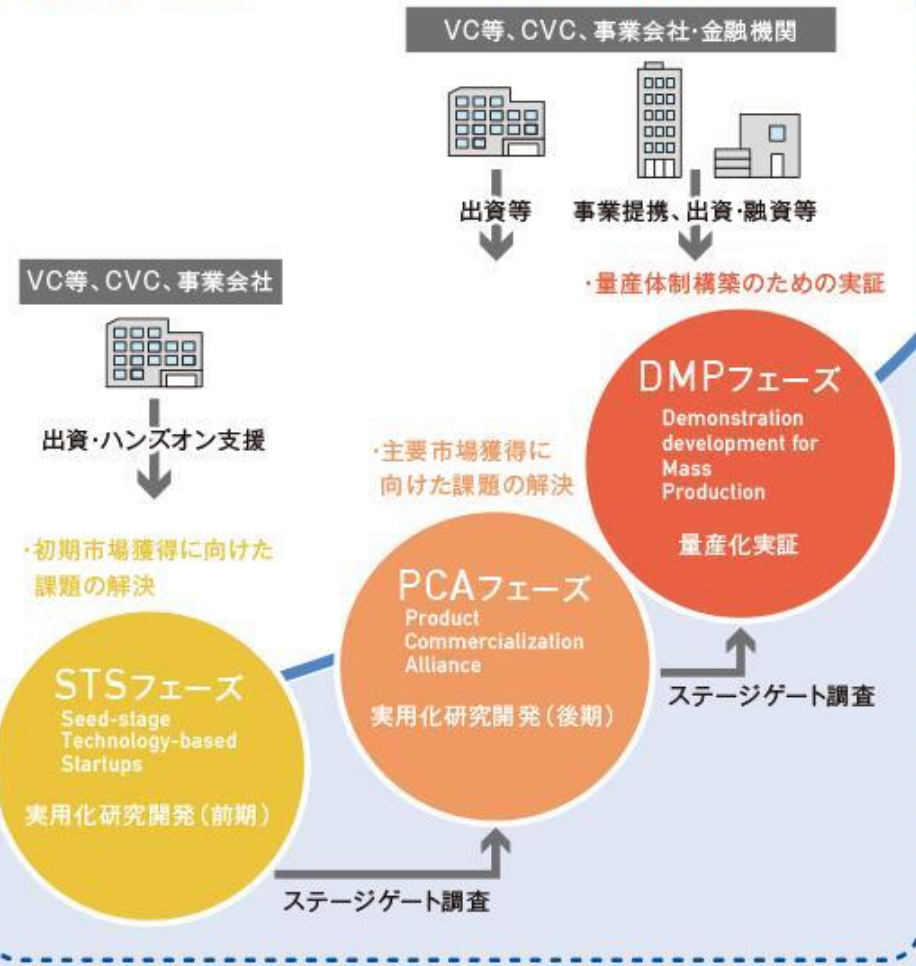 VC等、CVC、事業会社・金融機関
出資等
事業提携、出資・融資等
VC等、CVC、事業会社
出資・ハンズオン支援
・量産体制構築のための実証
DMPフェーズ
Demonstration
development for
Mass
Production
量産化実証
・主要市場獲得に
向けた課題の解決
PCAフェーズ
Product
Commercialization
Alliance
実用化研究開発(後期)
・初期市場獲得に向けた
課題の解決
STSフェーズ
Seed-stage
Technology-based
Startups
実用化研究開発(前期)
ステージゲート調査
ステージゲート調査